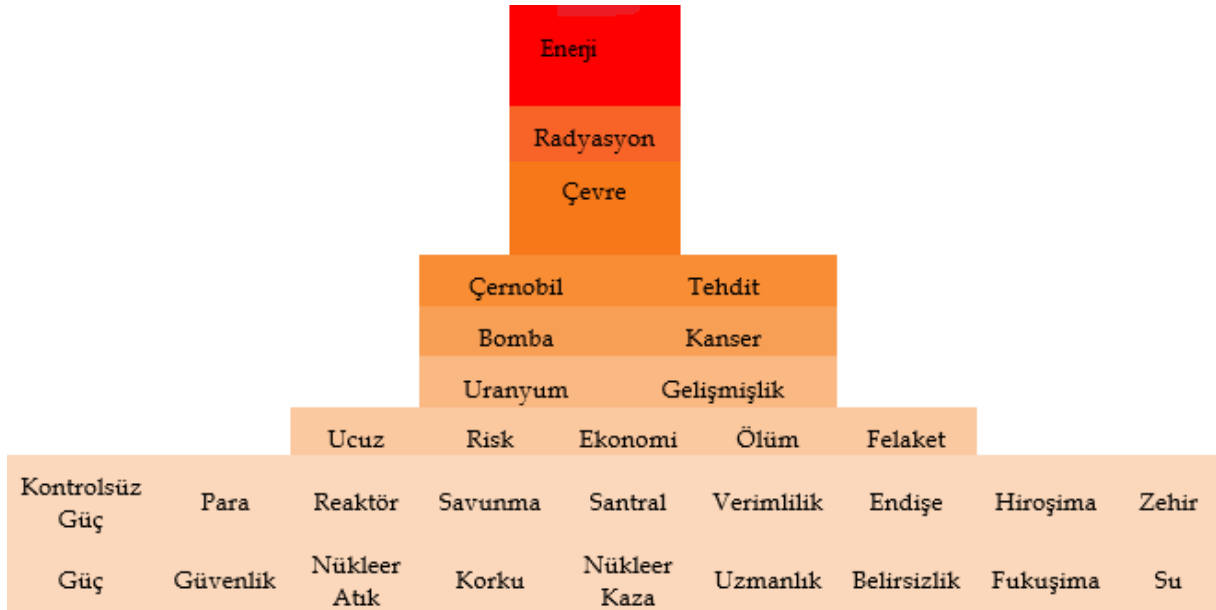 Enerji
Radyasyon
Çevre
Çernobil Tehdit
Bomba Kanser
Uranyum Gelişmişlik
Ucuz Risk Ekonomi Ölüm Felaket
Kontrolsüz Güç Para Reaktör Savunma Santral Verimlilik Endişe Hiroşima Zehir
Güç Güvenlik Nükleer Atık Korku Nükleer Kaza Uzmanlık Belirsizlik Fukuşima Su